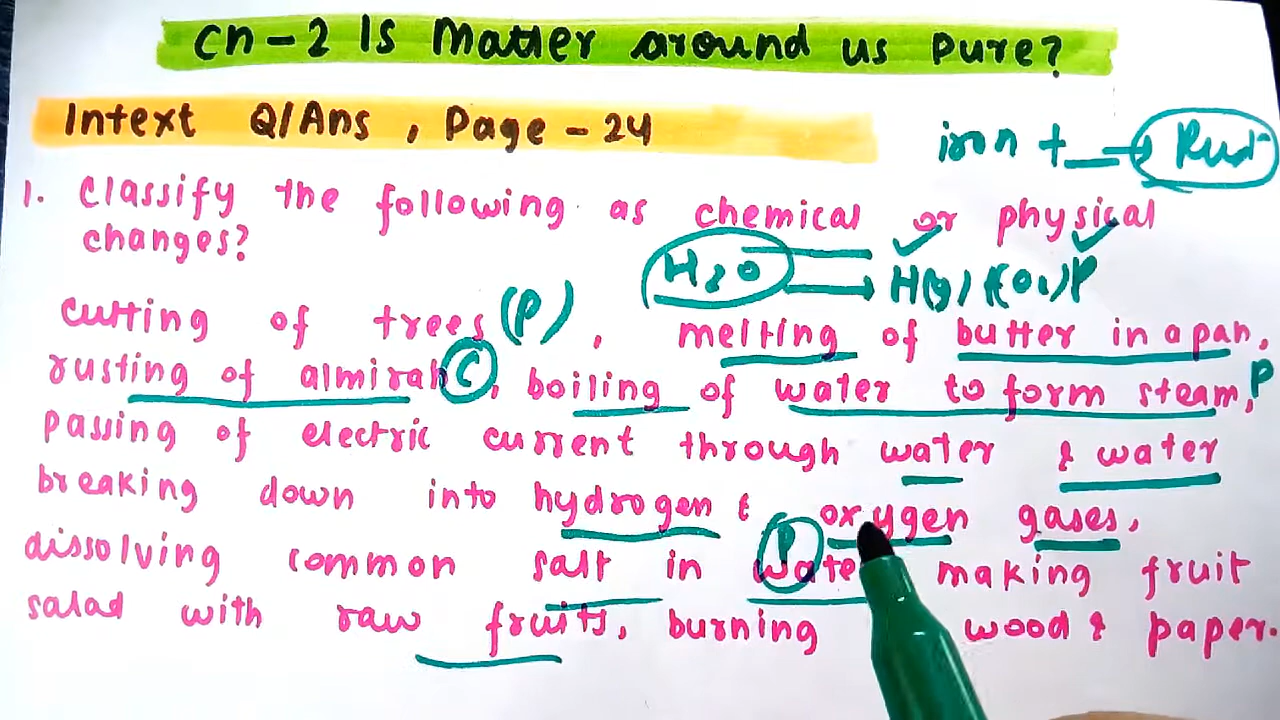 Ch-2 Is Matter around us pure?
Intext Q/Ans, Page-24
iron + __ → Rust
1. Classify the following as chemical or physical
changes?
H2O → H(g) + (O2)
P
cutting of trees (P), melting of butter in a pan,
rusting of almirah C, boiling of water to form steam, P
passing of electric current through water & water
breaking down into hydrogen & oxygen gases,
P
dissolving common salt in water making fruit
salad with raw fruits, burning wood & paper.